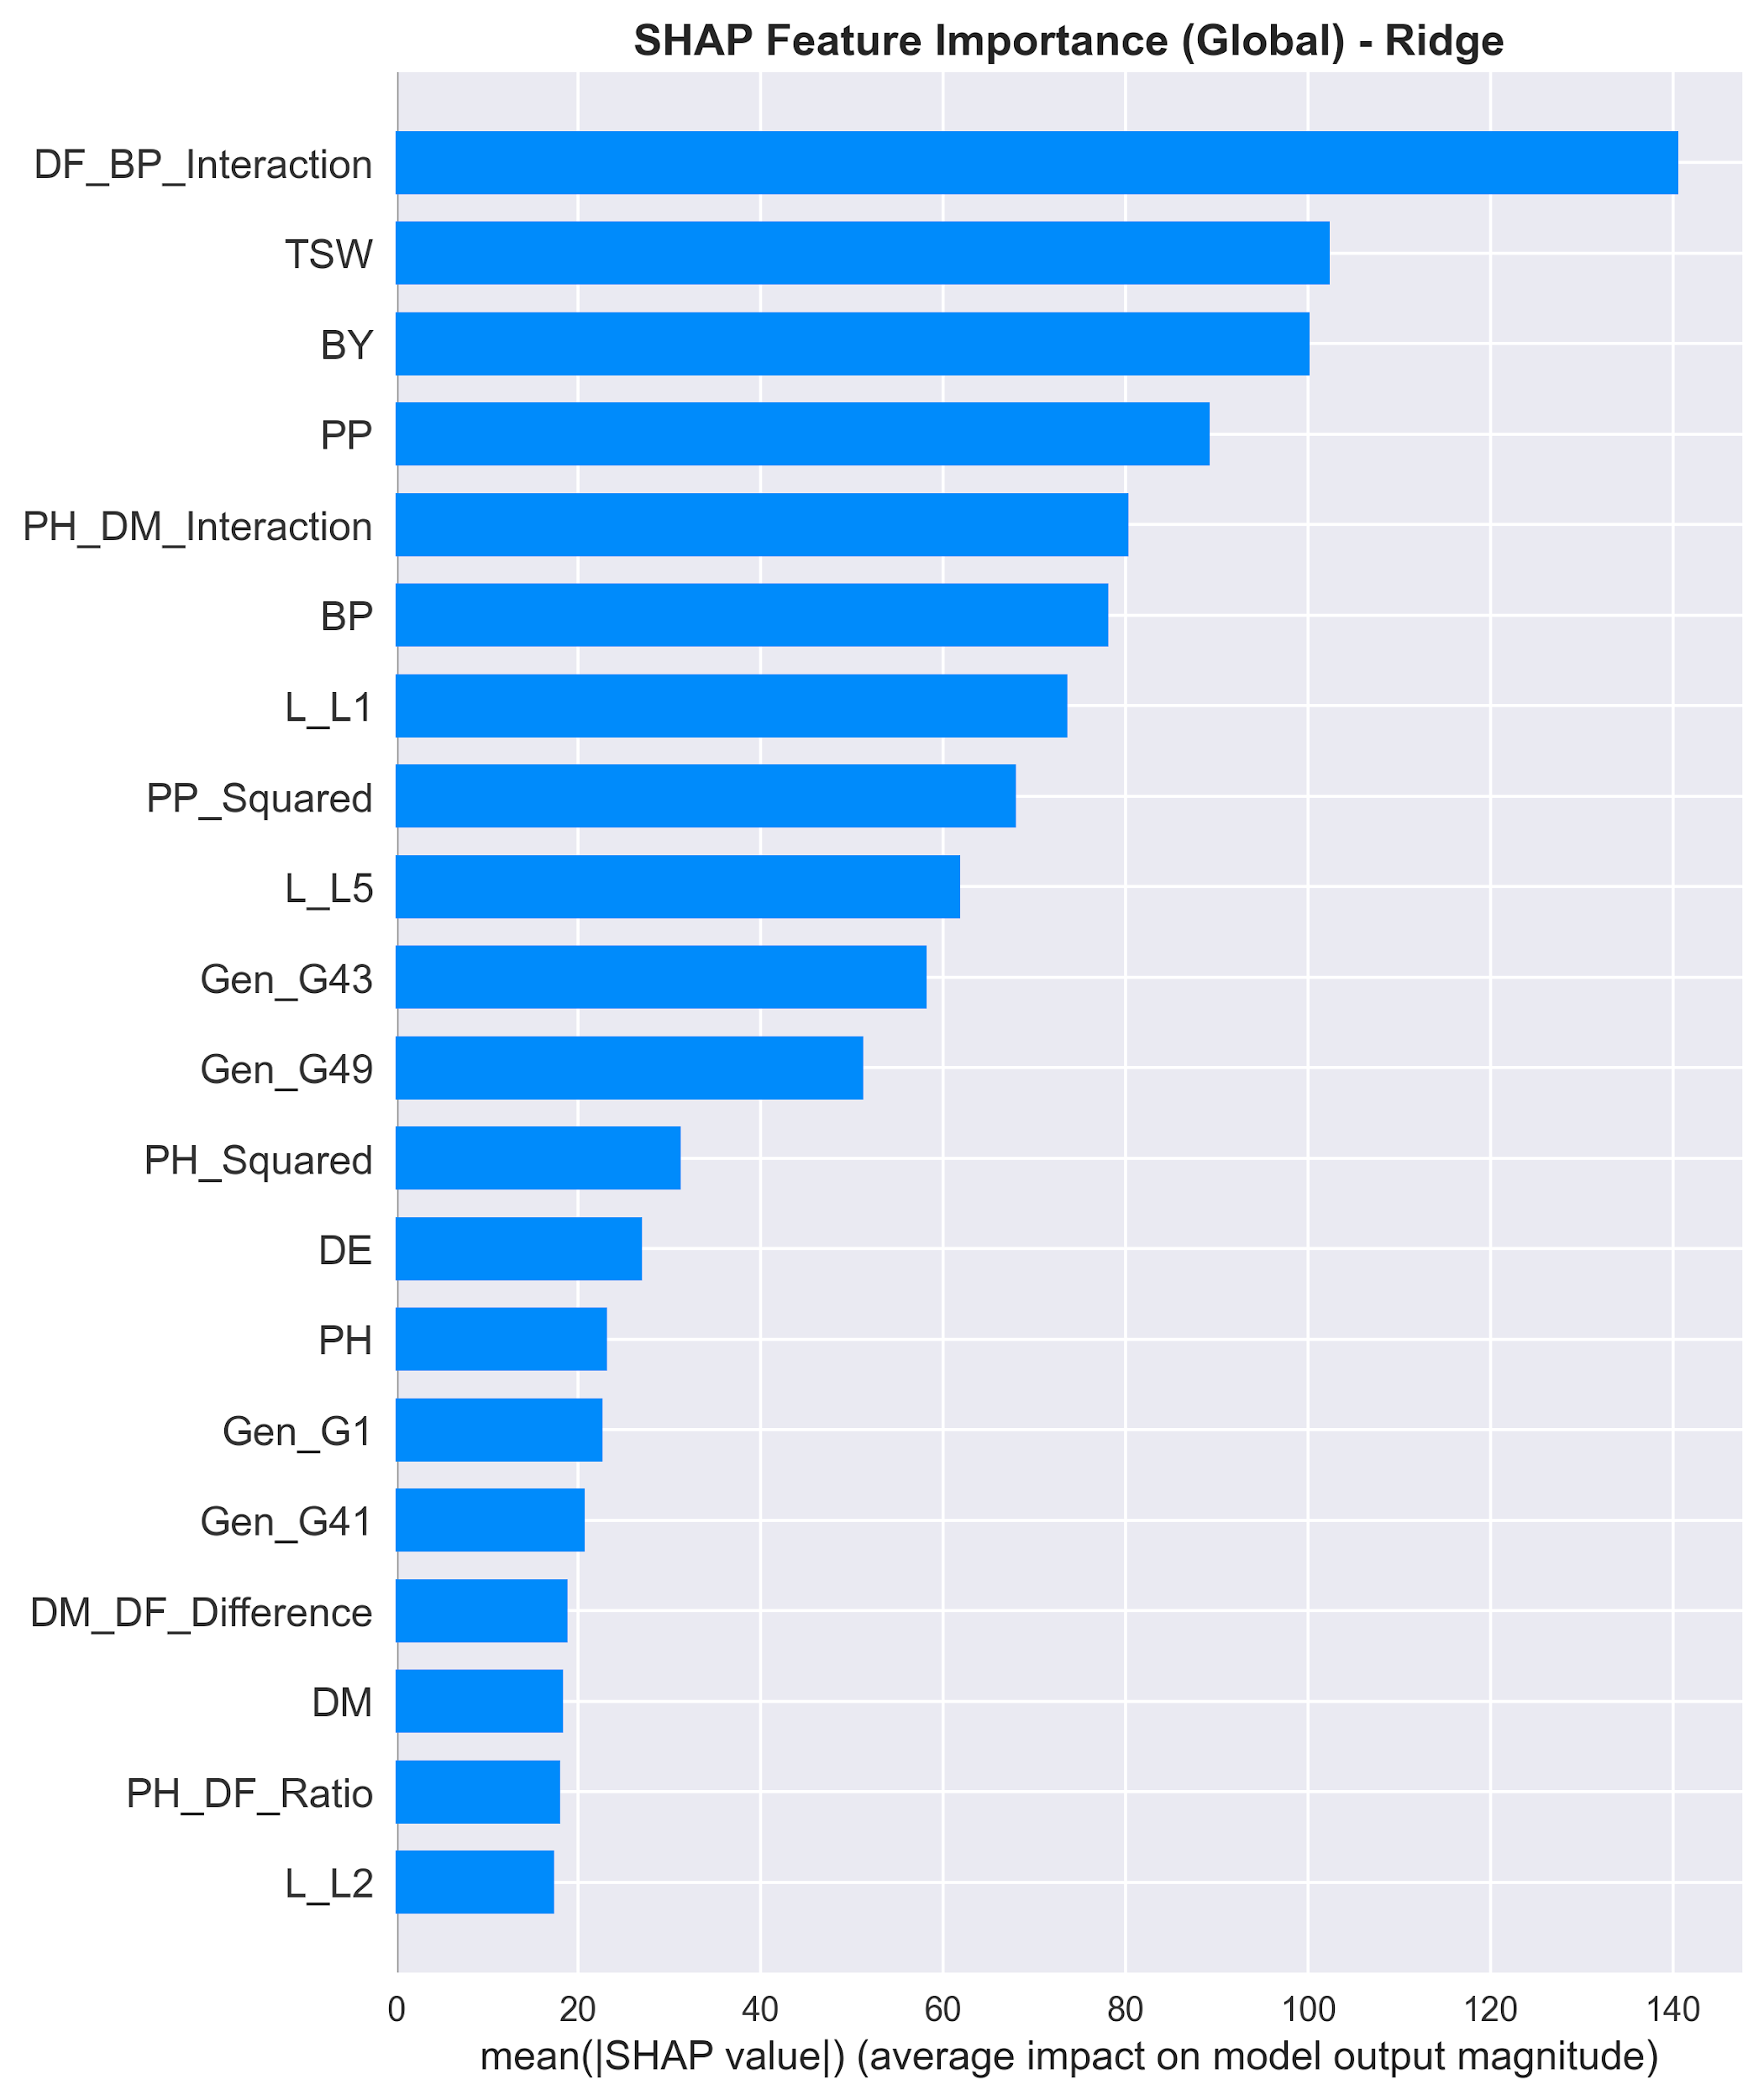 SHAP Feature Importance (Global) - Ridge
DF_BP_Interaction
TSW
BY
PP
PH_DM_Interaction
BP
L_L1
PP_Squared
L_L5
Gen_G43
Gen_G49
PH_Squared
DE
PH
Gen_G1
Gen_G41
DM_DF_Difference
DM
PH_DF_Ratio
L_L2
0 20 40 60 80 100 120 140
mean(|SHAP value|) (average impact on model output magnitude)